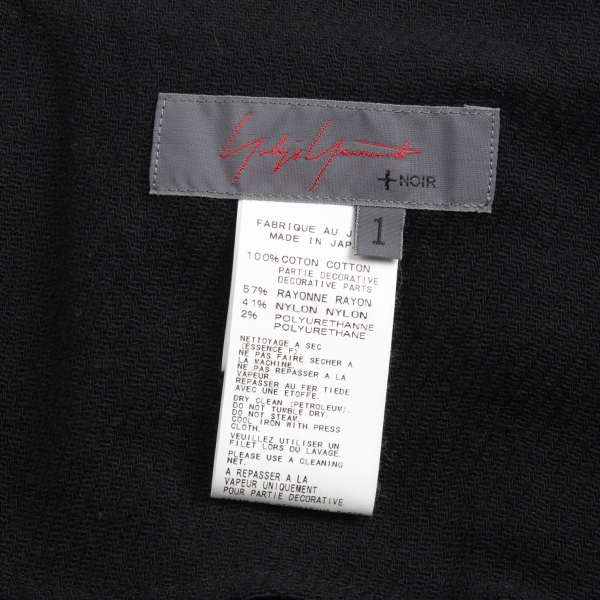 Yohji Yamamoto
+NOIR
1
FABRIQUE AU J
MADE IN JAP
100% COTON COTTON
PARTIE DECORATIVE
DECORATIVE PARTS
57% RAYONNE RAYON
41% NYLON NYLON
2% POLYURETHANNE
POLYURETHANE
NETTOYAGE A SEC
(ESSENCE F).
NE PAS FAIRE SECHER A
LA MACHINE.
NE PAS REPASSER A LA
VAPEUR.
REPASSER AU FER TIEDE
AVEC UNE ETOFFE.
DRY CLEAN (PETROLEUM).
DO NOT TUMBLE DRY.
DO NOT STEAM.
COOL IRON WITH PRESS
CLOTH.
VEUILLEZ UTILISER UN
FILET LORS DU LAVAGE.
PLEASE USE A CLEANING
NET.
A REPASSER A LA
VAPEUR UNIQUEMENT
POUR PARTIE DECORATIVE